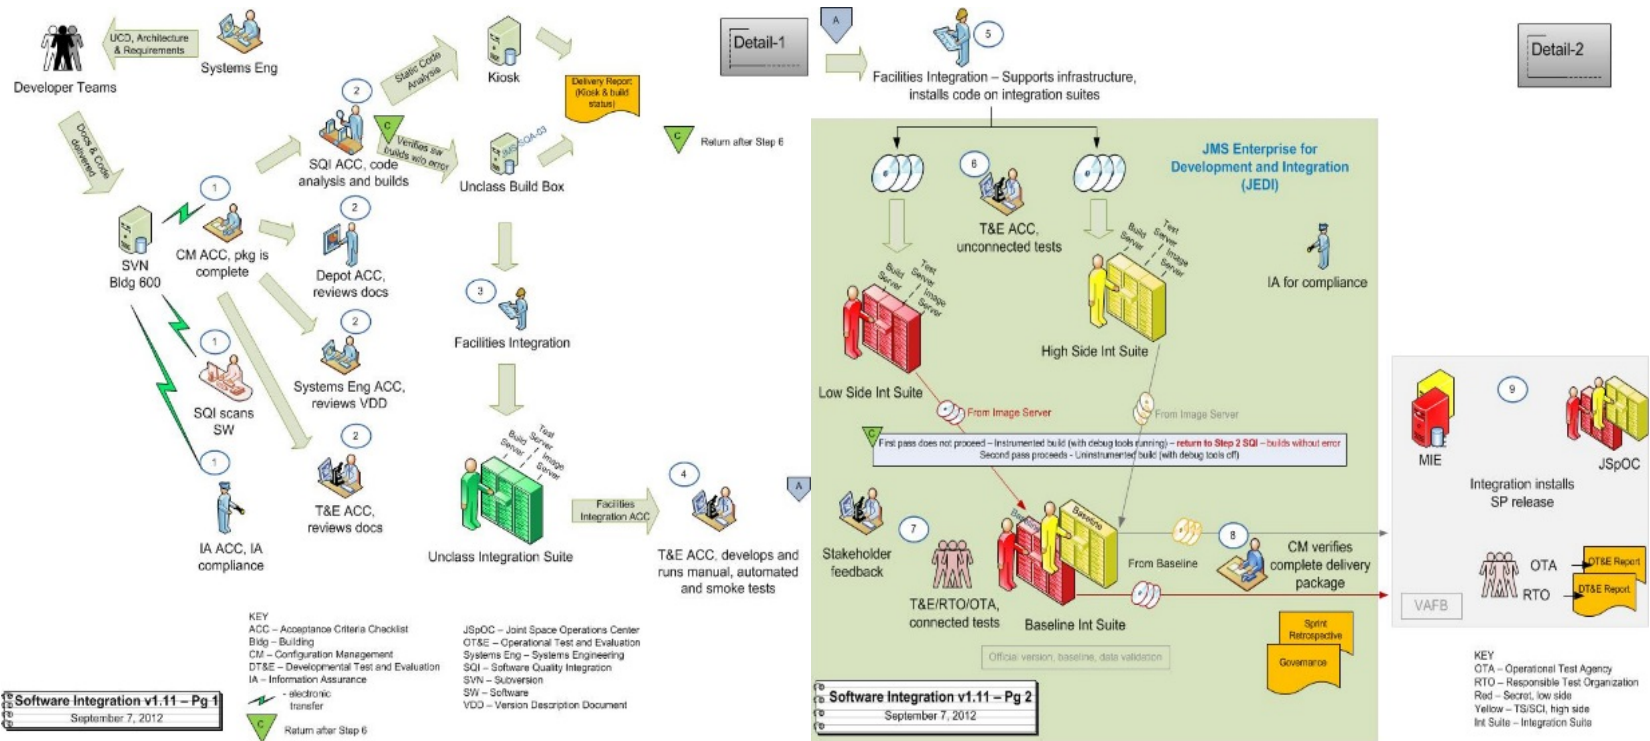 UCD, Architecture
& Requirements
Systems Eng
Developer Teams
Docs & Code
delivered
Static Code
Analysis
Kiosk
Delivery Report
(Kiosk & build
status)
Detail-1
2
C
Verifies sw
builds w/o error
JMS-SQA-03
SQI ACC, code
analysis and builds
Unclass Build Box
C
Return after Step 6
1
SVN
Bldg 600
CM ACC, pkg is
complete
2
Depot ACC,
reviews docs
3
Facilities Integration
1
SQI scans
SW
2
Systems Eng ACC,
reviews VDD
2
T&E ACC,
reviews docs
1
IA ACC, IA
compliance
Build
Server
Test
Server
Image
Server
Unclass Integration Suite
Facilities
Integration ACC
4
A
T&E ACC, develops and
runs manual, automated
and smoke tests
KEY
ACC – Acceptance Criteria Checklist
Bldg – Building
CM – Configuration Management
DT&E – Developmental Test and Evaluation
IA – Information Assurance
- electronic
transfer
C
Return after Step 6
JSpOC – Joint Space Operations Center
OT&E – Operational Test and Evaluation
Systems Eng – Systems Engineering
SQI – Software Quality Integration
SVN – Subversion
SW – Software
VDD – Version Description Document
Software Integration v1.11 – Pg 1
September 7, 2012
A
5
Facilities Integration – Supports infrastructure,
installs code on integration suites
Detail-2
JMS Enterprise for
Development and Integration
(JEDI)
6
T&E ACC,
unconnected tests
Build
Server
Test
Server
Image
Server
Build
Server
Test
Server
Image
Server
IA for compliance
High Side Int Suite
Low Side Int Suite
From Image Server
From Image Server
C
First pass does not proceed – Instrumented build (with debug tools running) – return to Step 2 SQI – builds without error
Second pass proceeds - Uninstrumented build (with debug tools off)
Stakeholder
feedback
7
T&E/RTO/OTA,
connected tests
Baseline
Baseline
Baseline Int Suite
From Baseline
8
CM verifies
complete delivery
package
Official version, baseline, data validation
Sprint
Retrospective
Governance
Software Integration v1.11 – Pg 2
September 7, 2012
9
MIE
JSpOC
Integration installs
SP release
OTA
OT&E Report
RTO
DT&E Report
VAFB
KEY
OTA – Operational Test Agency
RTO – Responsible Test Organization
Red – Secret, low side
Yellow – TS/SCI, high side
Int Suite – Integration Suite